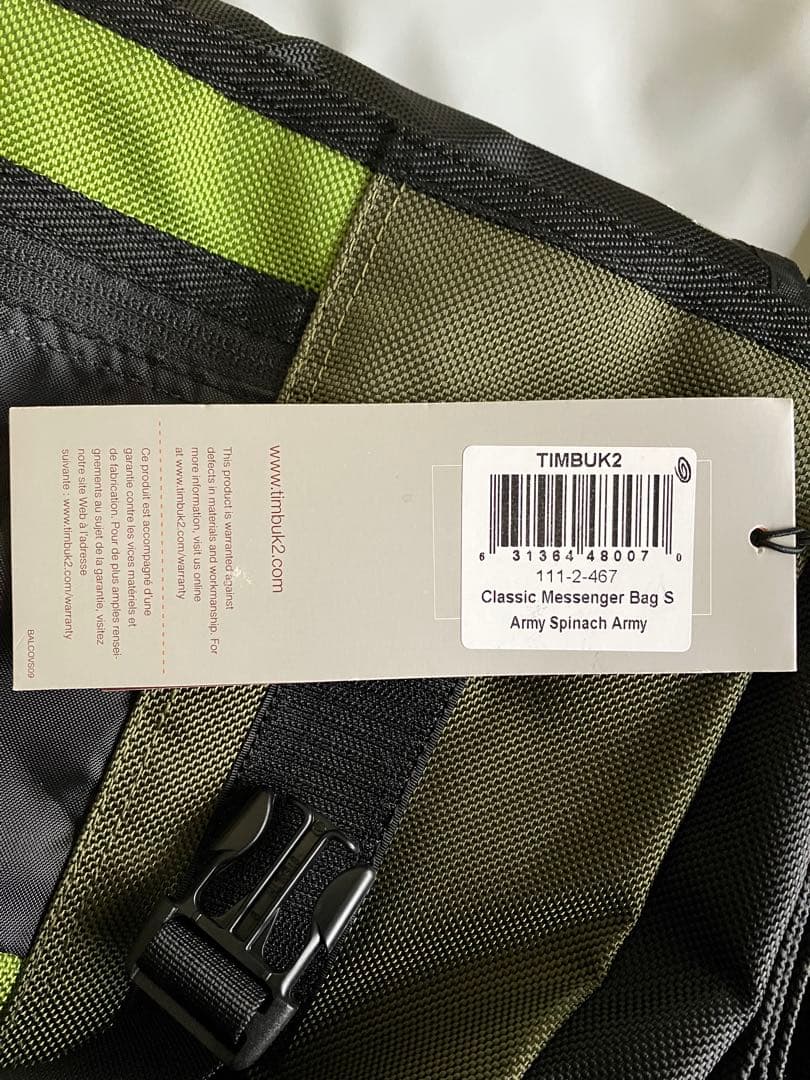 TIMBUK2
6 31364 48007 0
111-2-467
Classic Messenger Bag S
Army Spinach Army
www.timbuk2.com
This product is warranted against
defects in materials and workmanship. For
more information, visit us online
at www.timbuk2.com/warranty
Ce produit est accompagné d'une
garantie contre les vices matériels et
de fabrication. Pour de plus amples rensei-
gnements au sujet de la garantie, visitez
notre site Web à l'adresse
suivante : www.timbuk2.com/warranty
BALCOVS09